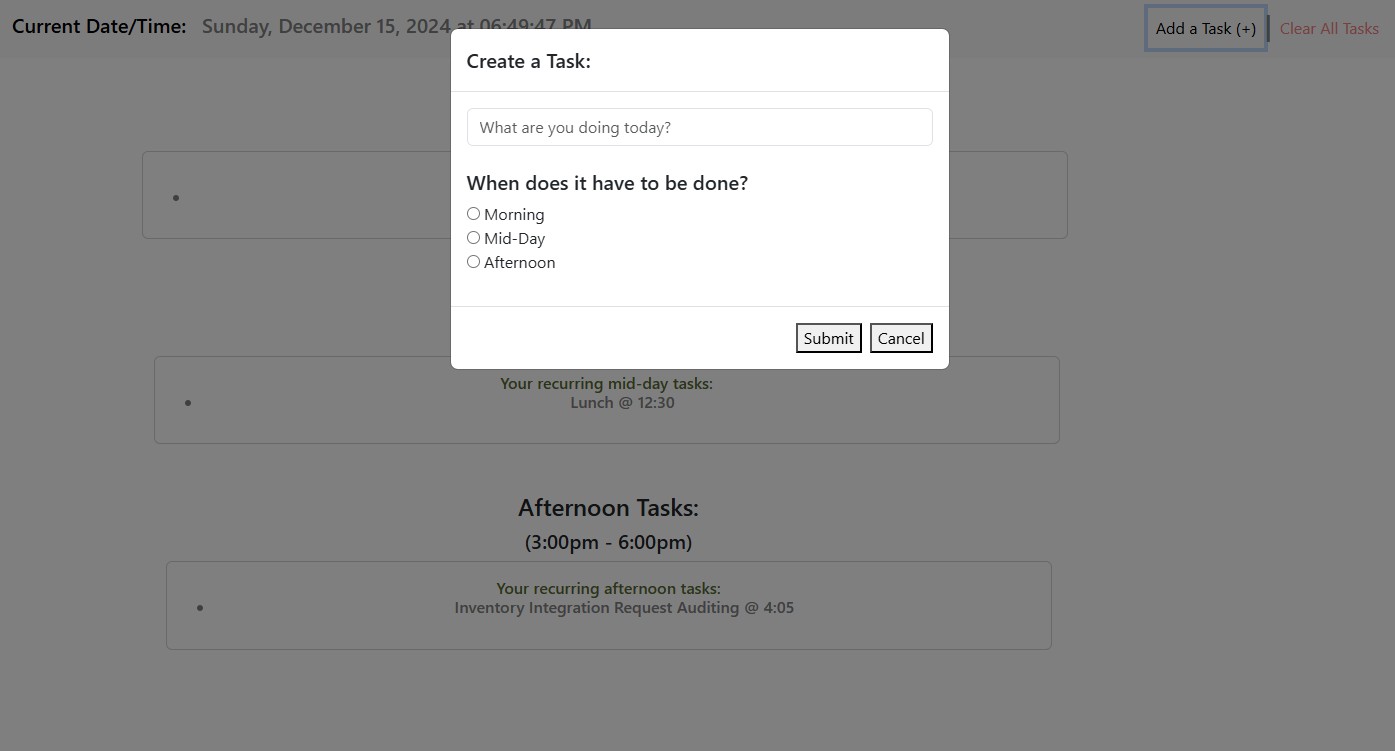 Current Date/Time: Sunday, December 15, 2024 at 06:49:47 PM
Add a Task (+)
Clear All Tasks
Create a Task:
What are you doing today?
When does it have to be done?
Morning
Mid-Day
Afternoon
Submit
Cancel
Your recurring mid-day tasks:
Lunch @ 12:30
Afternoon Tasks:
(3:00pm - 6:00pm)
Your recurring afternoon tasks:
Inventory Integration Request Auditing @ 4:05